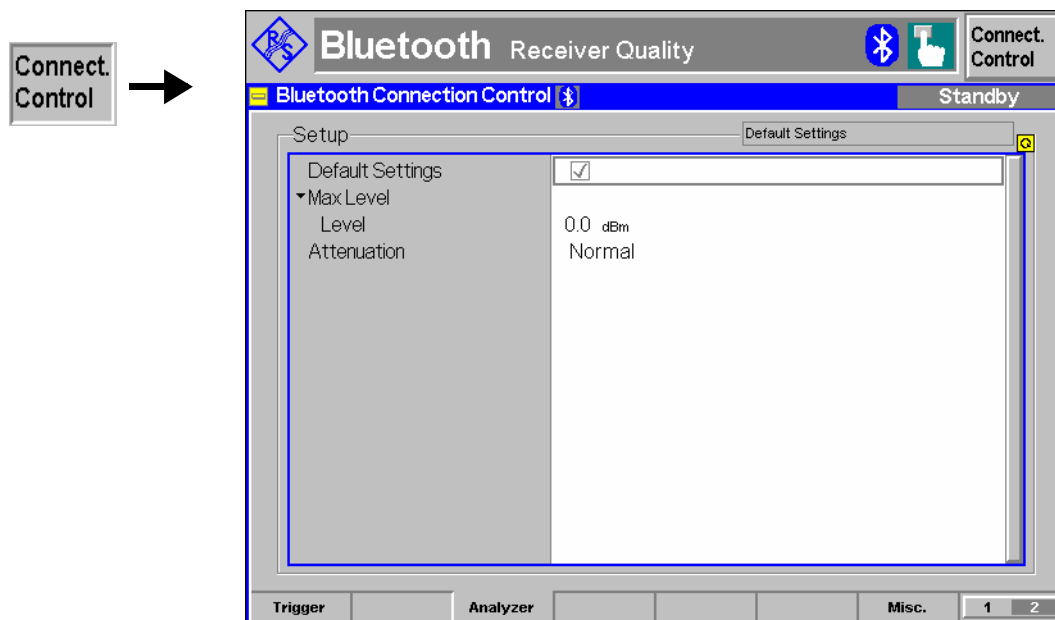 Connect.
Control
R S
Bluetooth Receiver Quality
Connect.
Control
Bluetooth Connection Control
Standby
Setup
Default Settings
Default Settings
Max Level
Level 0.0 dBm
Attenuation Normal
Trigger Analyzer Misc. 1 2